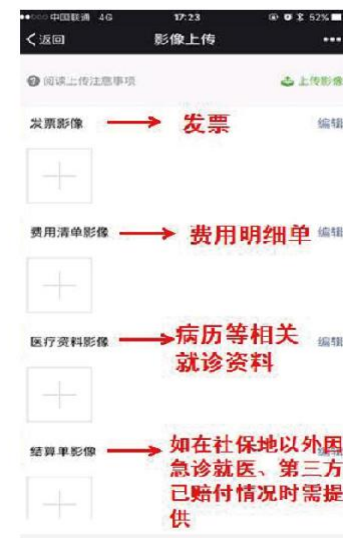 中国联通 4G 17:23 52%
返回 影像上传
阅读上传注意事项 上传影像
发票影像 发票 编辑
费用清单影像 费用明细单 编辑
医疗资料影像 病历等相关 编辑
就诊资料
结算单影像 如在社保地以外因
急诊就医、第三方
已赔付情况时需提
供